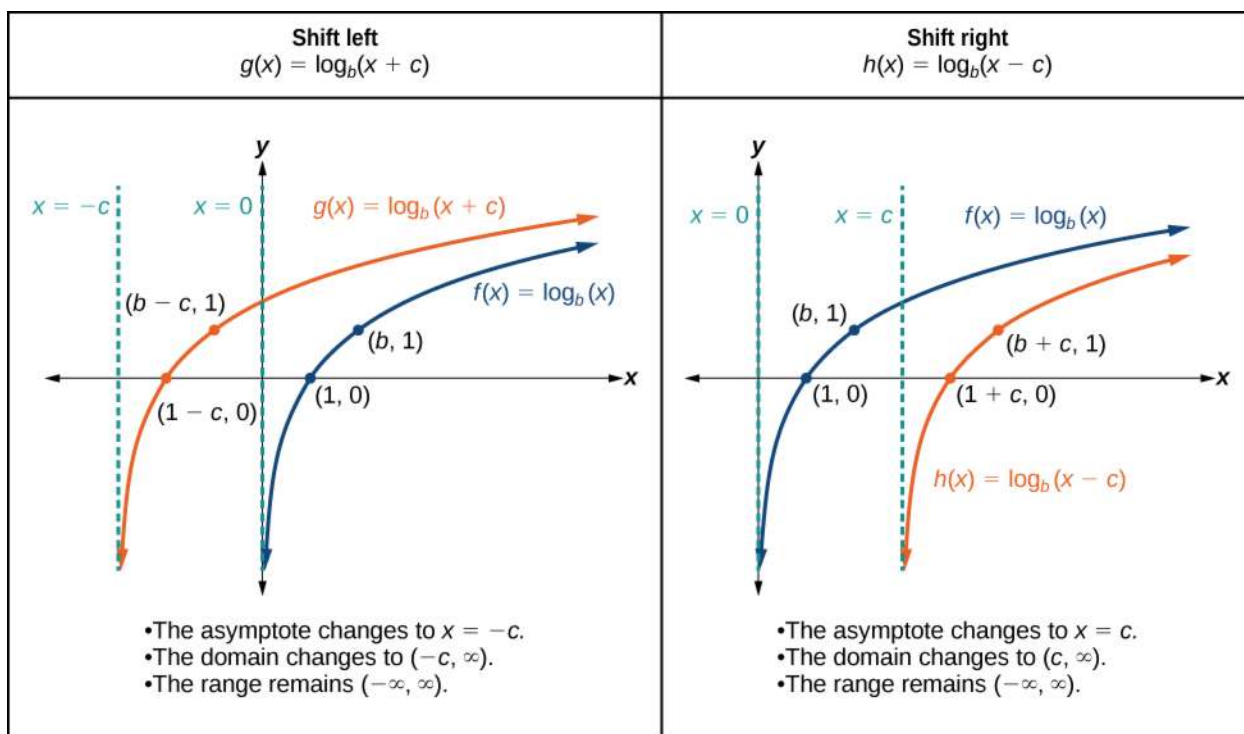 Shift left
g(x) = log_b(x + c)
y
x = −c
x = 0
g(x) = log_b(x + c)
f(x) = log_b(x)
(b − c, 1)
(b, 1)
x
(1 − c, 0)
(1, 0)
•The asymptote changes to x = −c.
•The domain changes to (−c, ∞).
•The range remains (−∞, ∞).
Shift right
h(x) = log_b(x − c)
y
x = 0
x = c
f(x) = log_b(x)
(b, 1)
(b + c, 1)
x
(1, 0)
(1 + c, 0)
h(x) = log_b(x − c)
•The asymptote changes to x = c.
•The domain changes to (c, ∞).
•The range remains (−∞, ∞).